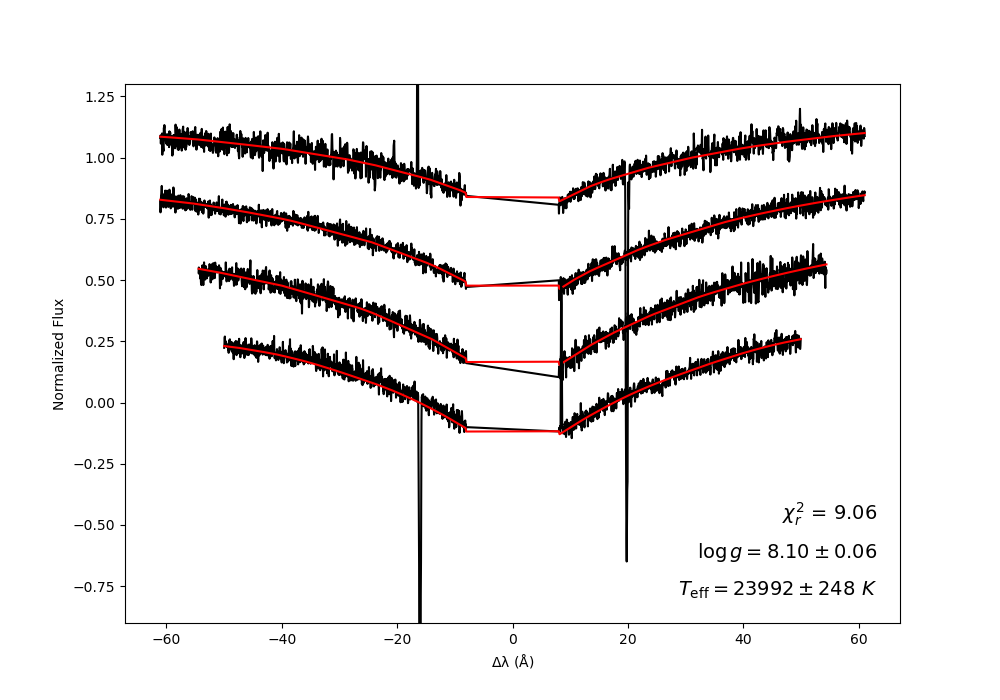 1.25
1.00
0.75
0.50
0.25
0.00
−0.25
−0.50
−0.75
Normalized Flux
χ²ᵣ = 9.06
log g = 8.10 ± 0.06
T_eff = 23992 ± 248 K
−60 −40 −20 0 20 40 60
Δλ (Å)